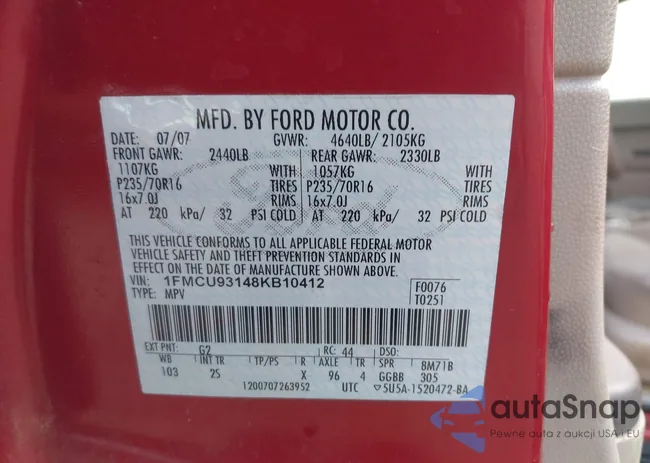 MFD. BY FORD MOTOR CO.
DATE: 07/07 GVWR: 4640LB/ 2105KG
FRONT GAWR: 2440LB REAR GAWR: 2330LB
1107KG WITH 1057KG WITH
P235/70R16 TIRES P235/70R16 TIRES
16x7.0J RIMS 16x7.0J RIMS
AT 220 kPa/ 32 PSI COLD AT 220 kPa/ 32 PSI COLD
Ford
THIS VEHICLE CONFORMS TO ALL APPLICABLE FEDERAL MOTOR
VEHICLE SAFETY AND THEFT PREVENTION STANDARDS IN
EFFECT ON THE DATE OF MANUFACTURE SHOWN ABOVE.
VIN: 1FMCU93148KB10412 F0076
TYPE: MPV T0251
EXT PNT: G2 RC: 44 DSO:
WB INT TR TP/PS R AXLE TR SPR 8M71B
103 2S X 96 4 GGBB 305
1200707263952 UTC 5U5A-1520472-BA
autoSnap
Pewne auta z aukcji USA i EU